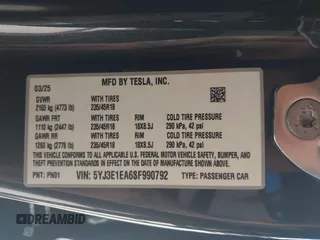 MFD BY TESLA, INC.
03/25
GVWR WITH TIRES
2165 kg (4773 lb) 235/45R18
GAWR FRT WITH TIRES RIM COLD TIRE PRESSURE
1110 kg (2447 lb) 235/45R18 18X8.5J 290 kPa, 42 psi
GAWR RR WITH TIRES RIM COLD TIRE PRESSURE
1260 kg (2778 lb) 235/45R18 18X8.5J 290 kPa, 42 psi
THIS VEHICLE CONFORMS TO ALL APPLICABLE FEDERAL MOTOR
VEHICLE SAFETY, BUMPER, AND THEFT PREVENTION STANDARDS
IN EFFECT ON THE DATE OF MANUFACTURE SHOWN ABOVE.
PNT: PN01 VIN: 5YJ3E1EA6SF990792
TYPE: PASSENGER CAR
DREAMBID